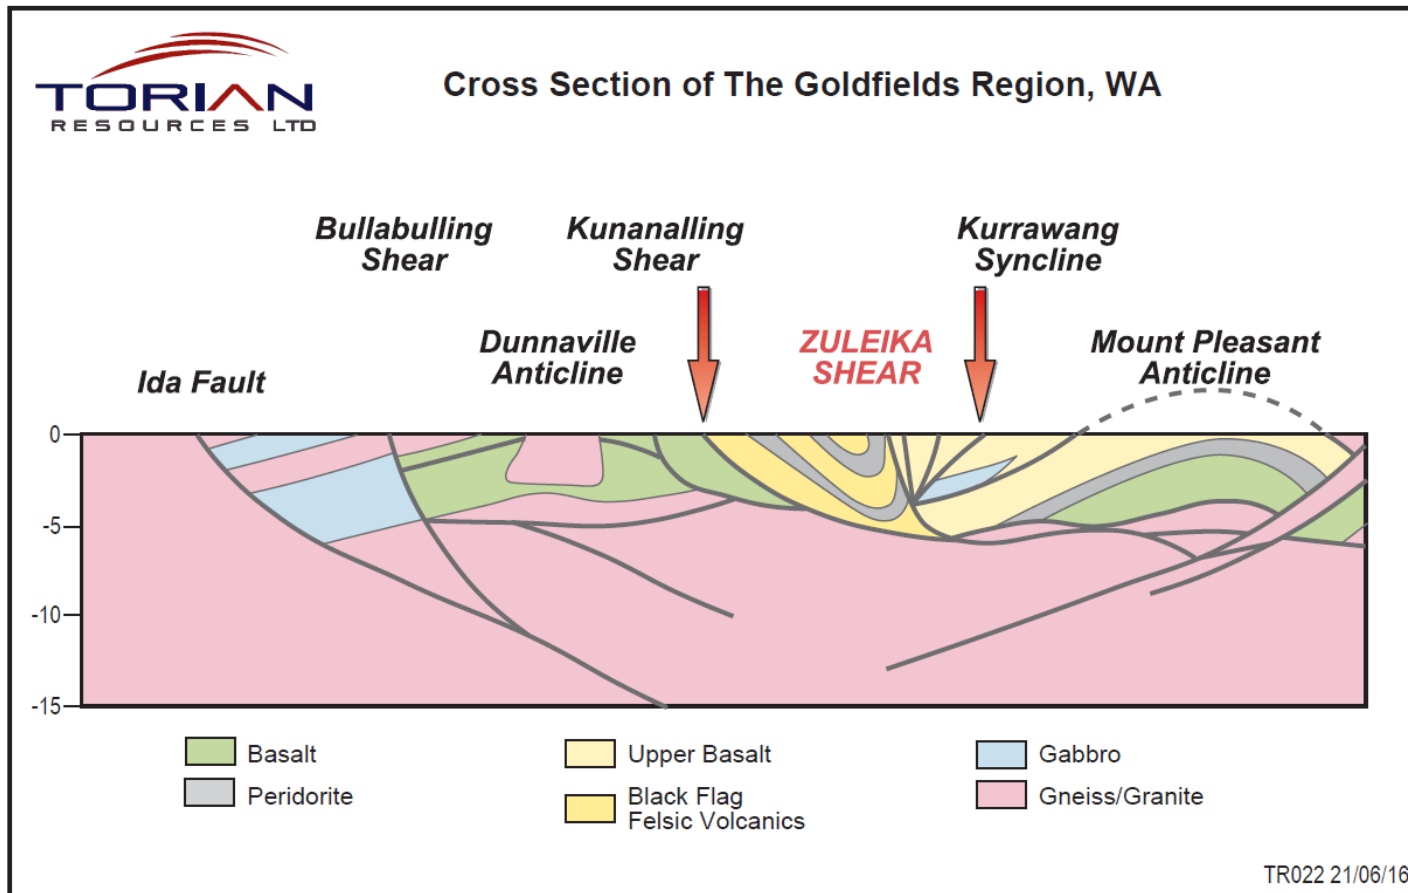 TORIAN
RESOURCES LTD
Cross Section of The Goldfields Region, WA
Bullabulling
Shear
Kunanalling
Shear
Kurrawang
Syncline
Dunnaville
Anticline
ZULEIKA
SHEAR
Mount Pleasant
Anticline
Ida Fault
0
-5
-10
-15
Basalt
Peridorite
Upper Basalt
Black Flag
Felsic Volcanics
Gabbro
Gneiss/Granite
TR022 21/06/16